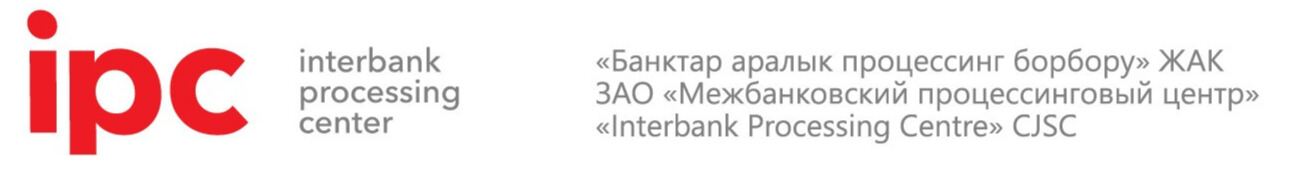 ipc
interbank
processing
center
«Банктар аралык процессинг борбору» ЖАК
ЗАО «Межбанковский процессинговый центр»
«Interbank Processing Centre» CJSC